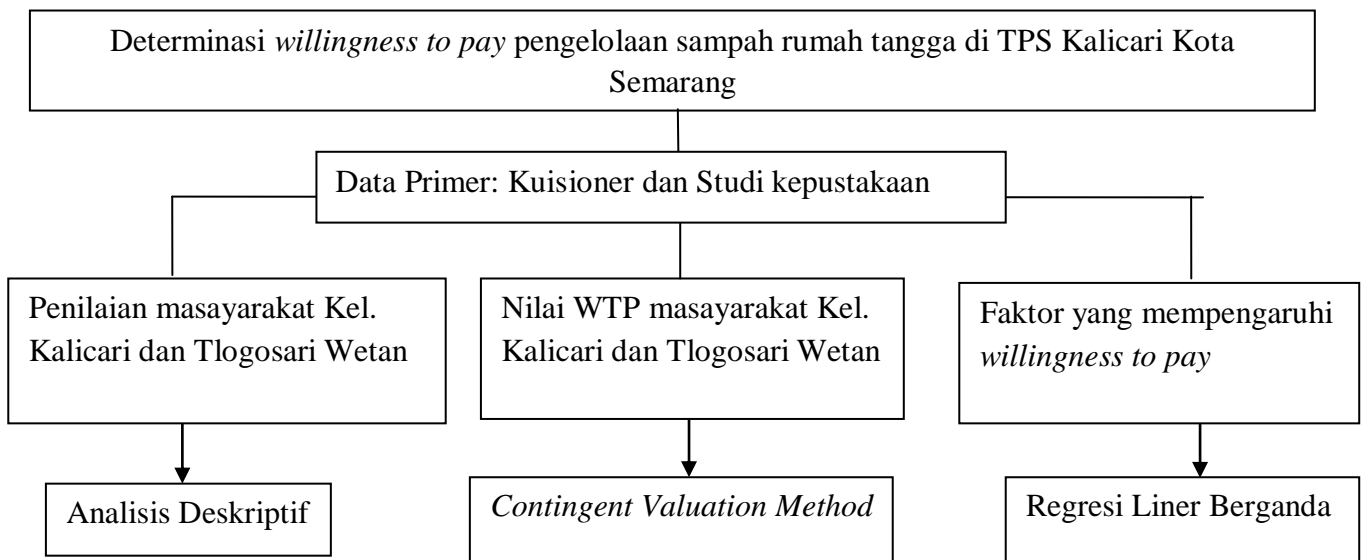 Determinasi willingness to pay pengelolaan sampah rumah tangga di TPS Kalicari Kota
Semarang
Data Primer: Kuisioner dan Studi kepustakaan
Penilaian masayarakat Kel.
Kalicari dan Tlogosari Wetan
Nilai WTP masayarakat Kel.
Kalicari dan Tlogosari Wetan
Faktor yang mempengaruhi
willingness to pay
Analisis Deskriptif
Contingent Valuation Method
Regresi Liner Berganda